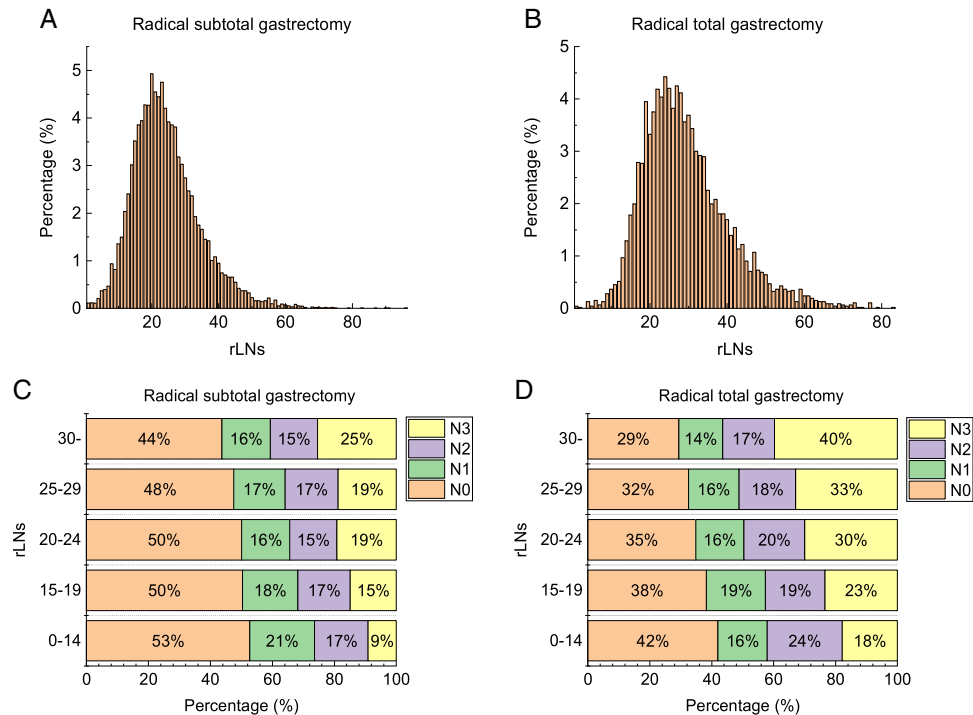 A
Radical subtotal gastrectomy
Percentage (%)
5
4
3
2
1
0
20
40
60
80
rLNs
B
Radical total gastrectomy
Percentage (%)
5
4
3
2
1
0
20
40
60
80
rLNs
C
Radical subtotal gastrectomy
rLNs
30- 44% 16% 15% 25%
25-29 48% 17% 17% 19%
20-24 50% 16% 15% 19%
15-19 50% 18% 17% 15%
0-14 53% 21% 17% 9%
0 20 40 60 80 100
Percentage (%)
N3
N2
N1
N0
D
Radical total gastrectomy
rLNs
30- 29% 14% 17% 40%
25-29 32% 16% 18% 33%
20-24 35% 16% 20% 30%
15-19 38% 19% 19% 23%
0-14 42% 16% 24% 18%
0 20 40 60 80 100
Percentage (%)
N3
N2
N1
N0